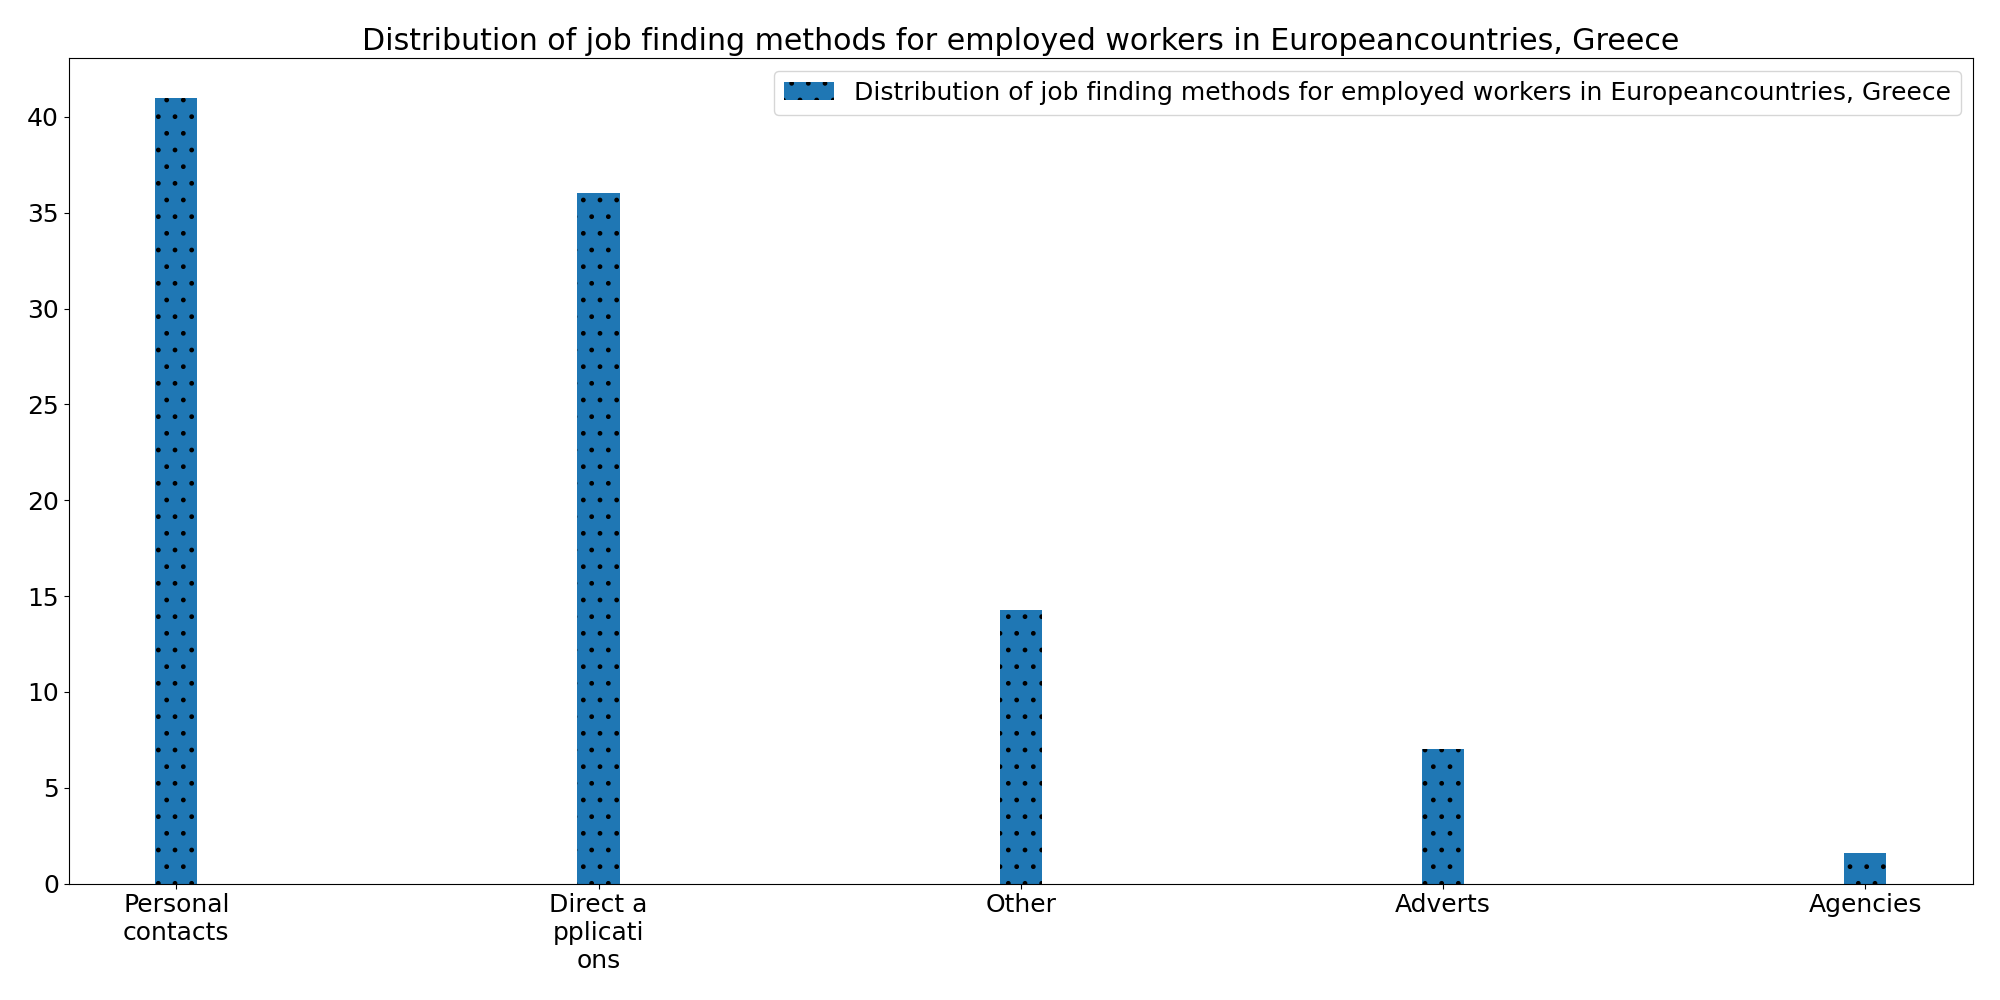 Distribution of job finding methods for employed workers in Europeancountries, Greece
Distribution of job finding methods for employed workers in Europeancountries, Greece
40
35
30
25
20
15
10
5
0
Personal
contacts
Direct a
pplicati
ons
Other
Adverts
Agencies